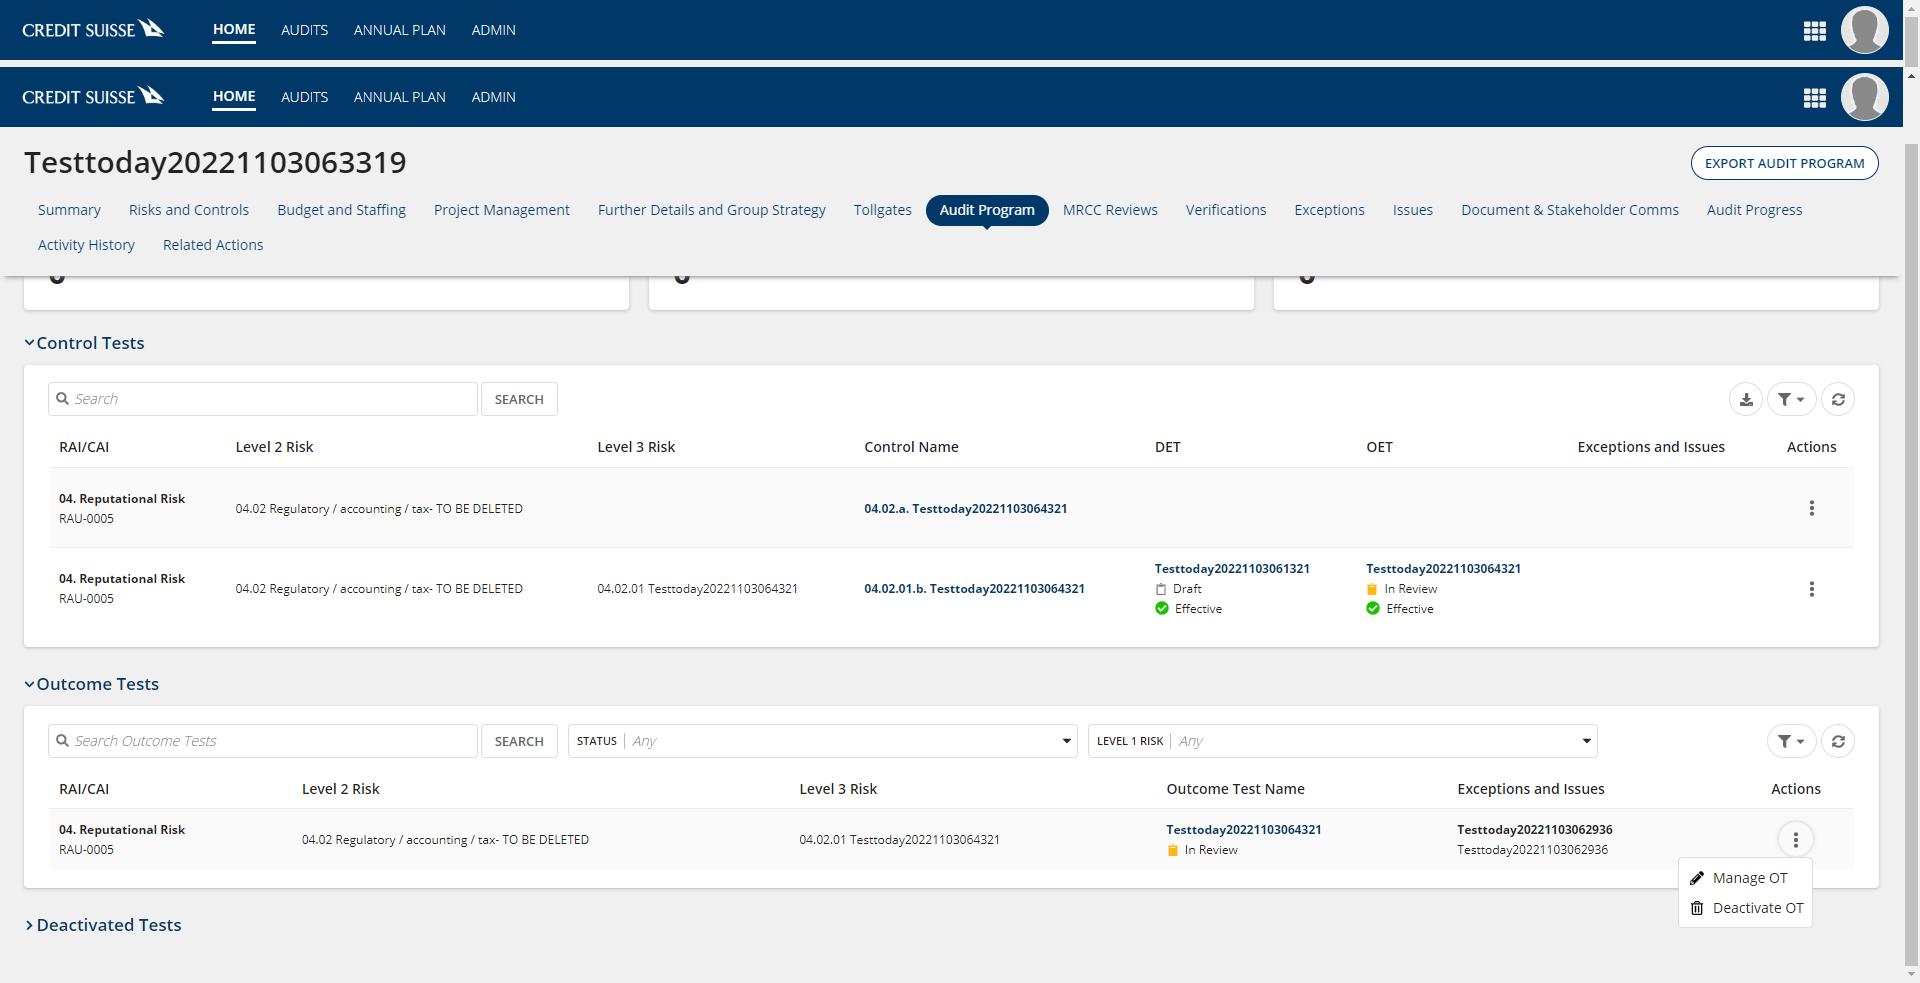 CREDIT SUISSE HOME AUDITS ANNUAL PLAN ADMIN
CREDIT SUISSE HOME AUDITS ANNUAL PLAN ADMIN
Testtoday20221103063319
EXPORT AUDIT PROGRAM
Summary Risks and Controls Budget and Staffing Project Management Further Details and Group Strategy Tollgates Audit Program MRCC Reviews Verifications Exceptions Issues Document & Stakeholder Comms Audit Progress
Activity History Related Actions
Control Tests
Search SEARCH
RAI/CAI Level 2 Risk Level 3 Risk Control Name DET OET Exceptions and Issues Actions
04. Reputational Risk
RAU-0005
04.02 Regulatory / accounting / tax- TO BE DELETED
04.02.a. Testtoday20221103064321
04. Reputational Risk
RAU-0005
04.02 Regulatory / accounting / tax- TO BE DELETED
04.02.01 Testtoday20221103064321
04.02.01.b. Testtoday20221103064321
Testtoday20221103061321
Draft
Effective
Testtoday20221103064321
In Review
Effective
Outcome Tests
Search Outcome Tests SEARCH STATUS Any LEVEL 1 RISK Any
RAI/CAI Level 2 Risk Level 3 Risk Outcome Test Name Exceptions and Issues Actions
04. Reputational Risk
RAU-0005
04.02 Regulatory / accounting / tax- TO BE DELETED
04.02.01 Testtoday20221103064321
Testtoday20221103064321
In Review
Testtoday20221103062936
Testtoday20221103062936
Manage OT
Deactivate OT
Deactivated Tests